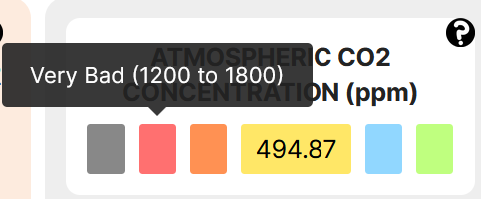 ?
Very Bad (1200 to 1800)
ATMOSPHERIC CO2
CONCENTRATION (ppm)
494.87